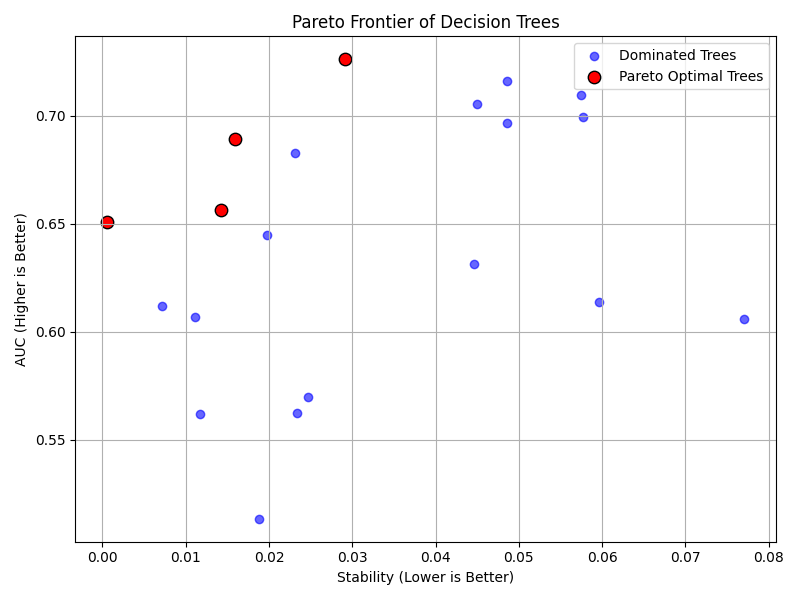 Pareto Frontier of Decision Trees
Dominated Trees
Pareto Optimal Trees
AUC (Higher is Better)
0.70
0.65
0.60
0.55
0.00 0.01 0.02 0.03 0.04 0.05 0.06 0.07 0.08
Stability (Lower is Better)